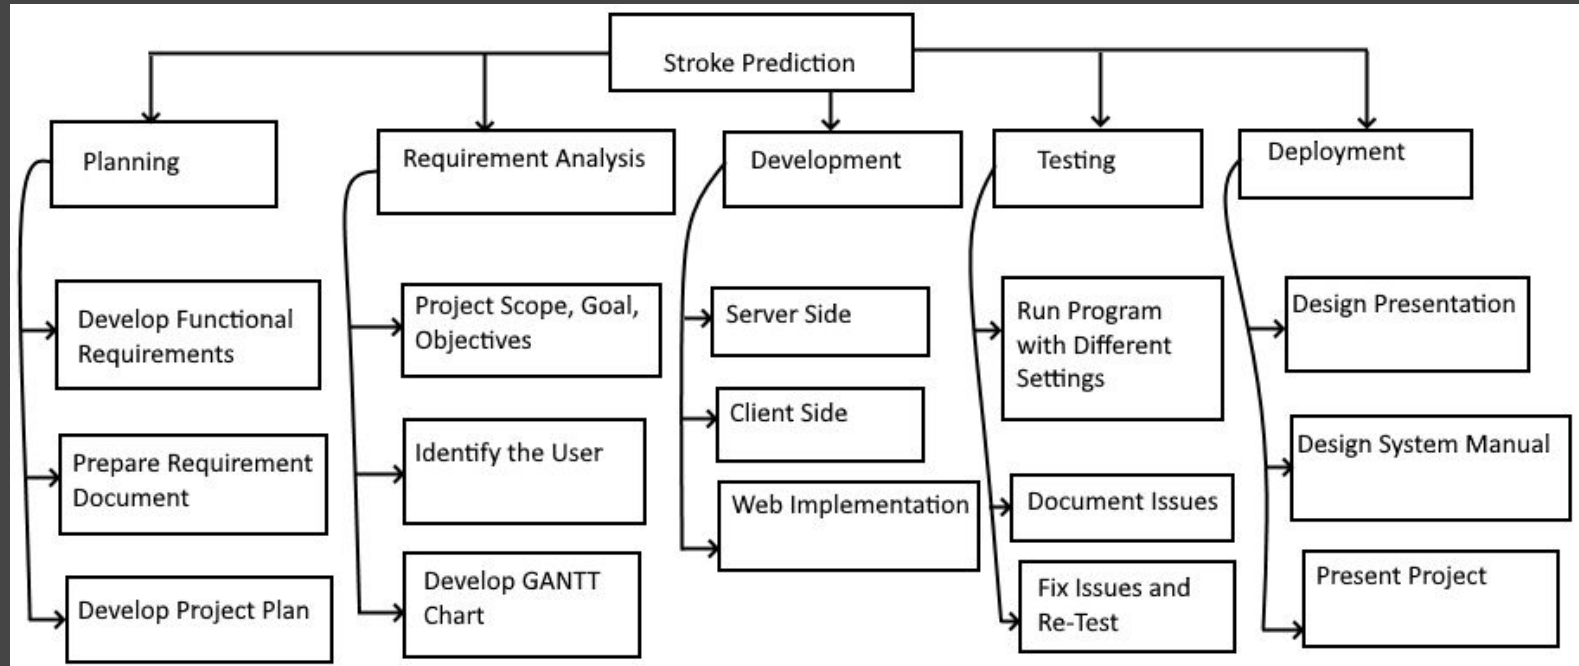 Stroke Prediction
Planning
Requirement Analysis
Development
Testing
Deployment
Develop Functional
Requirements
Prepare Requirement
Document
Develop Project Plan
Project Scope, Goal,
Objectives
Identify the User
Develop GANTT
Chart
Server Side
Client Side
Web Implementation
Run Program
with Different
Settings
Document Issues
Fix Issues and
Re-Test
Design Presentation
Design System Manual
Present Project